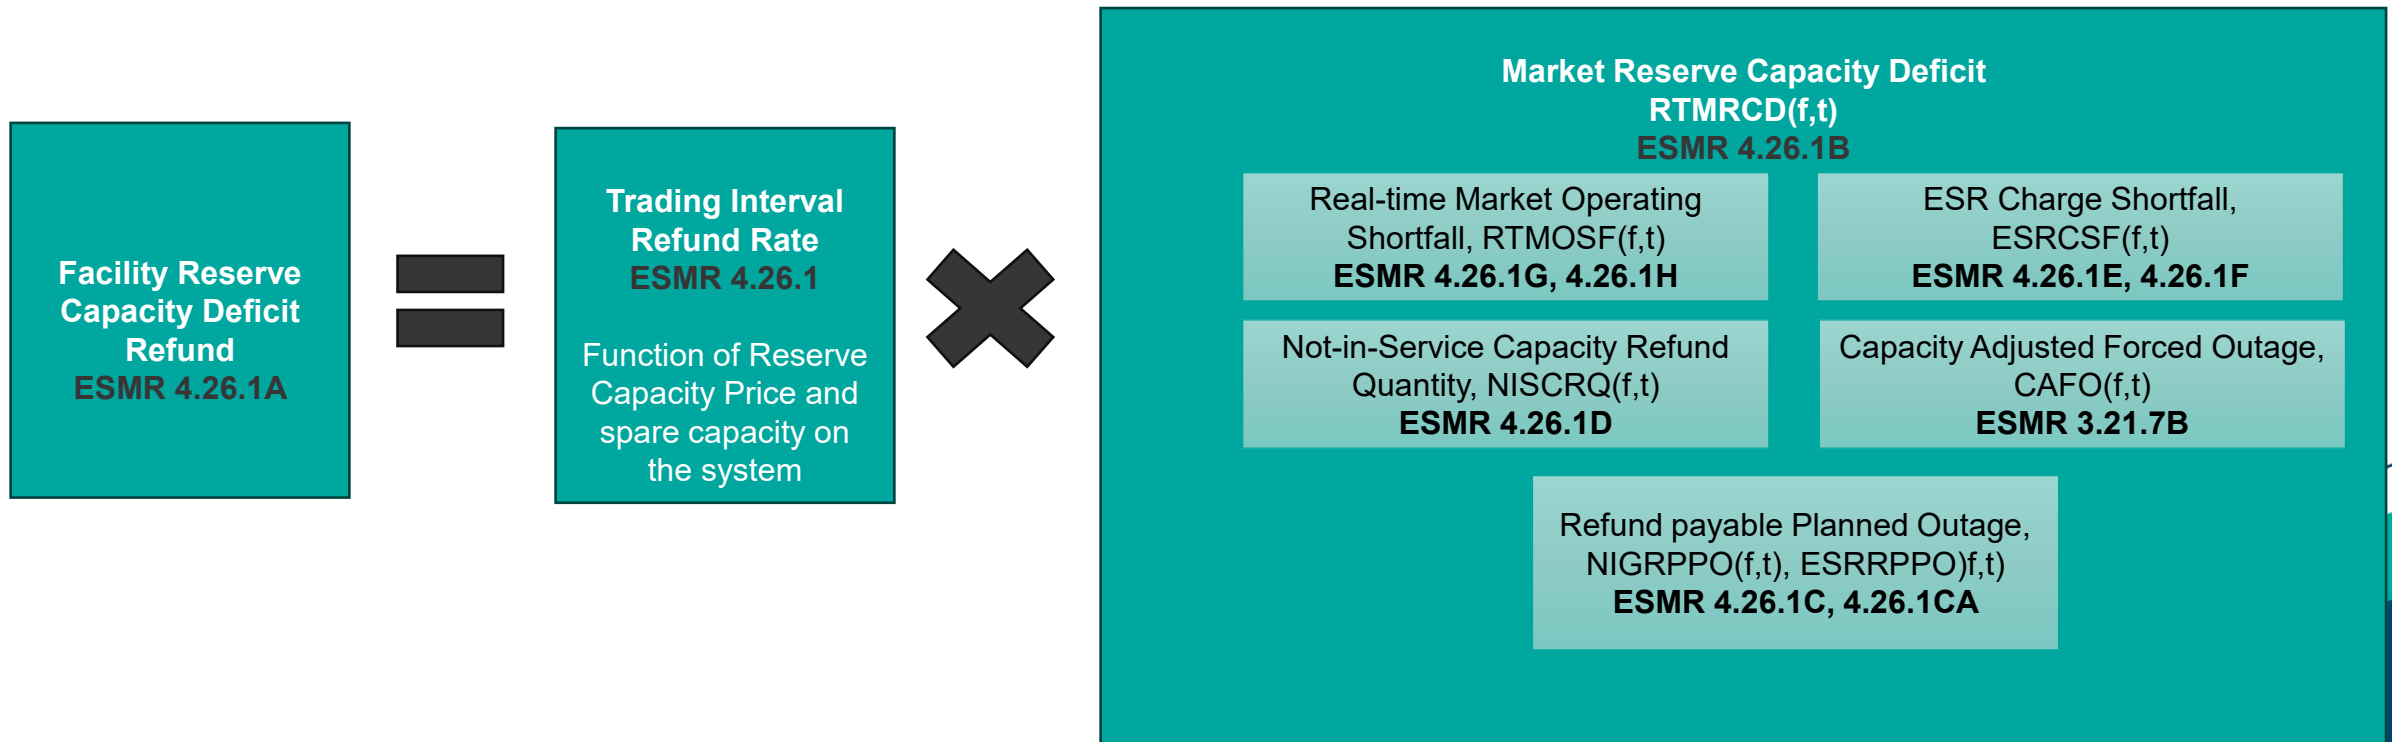 Facility Reserve
Capacity Deficit
Refund
ESMR 4.26.1A
Trading Interval
Refund Rate
ESMR 4.26.1
Function of Reserve
Capacity Price and
spare capacity on
the system
Market Reserve Capacity Deficit
RTMRCD(f,t)
ESMR 4.26.1B
Real-time Market Operating
Shortfall, RTMOSF(f,t)
ESMR 4.26.1G, 4.26.1H
ESR Charge Shortfall,
ESRCSF(f,t)
ESMR 4.26.1E, 4.26.1F
Not-in-Service Capacity Refund
Quantity, NISCRQ(f,t)
ESMR 4.26.1D
Capacity Adjusted Forced Outage,
CAFO(f,t)
ESMR 3.21.7B
Refund payable Planned Outage,
NIGRPPO(f,t), ESRRPPO)f,t)
ESMR 4.26.1C, 4.26.1CA